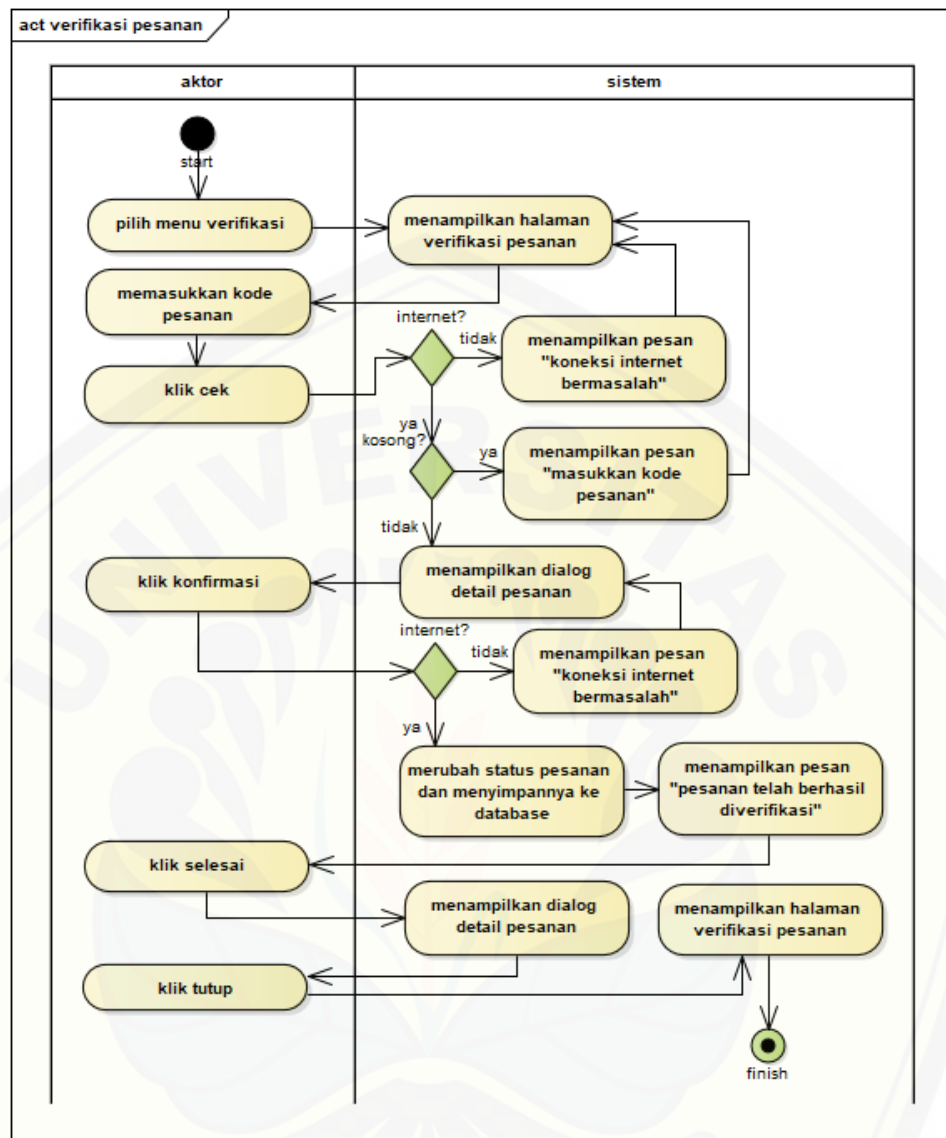 act verifikasi pesanan
aktor
sistem
start
pilih menu verifikasi
menampilkan halaman
verifikasi pesanan
memasukkan kode
pesanan
internet?
tidak
menampilkan pesan
"koneksi internet
bermasalah"
klik cek
ya
kosong?
ya
menampilkan pesan
"masukkan kode
pesanan"
tidak
klik konfirmasi
menampilkan dialog
detail pesanan
internet?
tidak
menampilkan pesan
"koneksi internet
bermasalah"
ya
merubah status pesanan
dan menyimpannya ke
database
menampilkan pesan
"pesanan telah berhasil
diverifikasi"
klik selesai
menampilkan dialog
detail pesanan
menampilkan halaman
verifikasi pesanan
klik tutup
finish
UNIVERSITAS